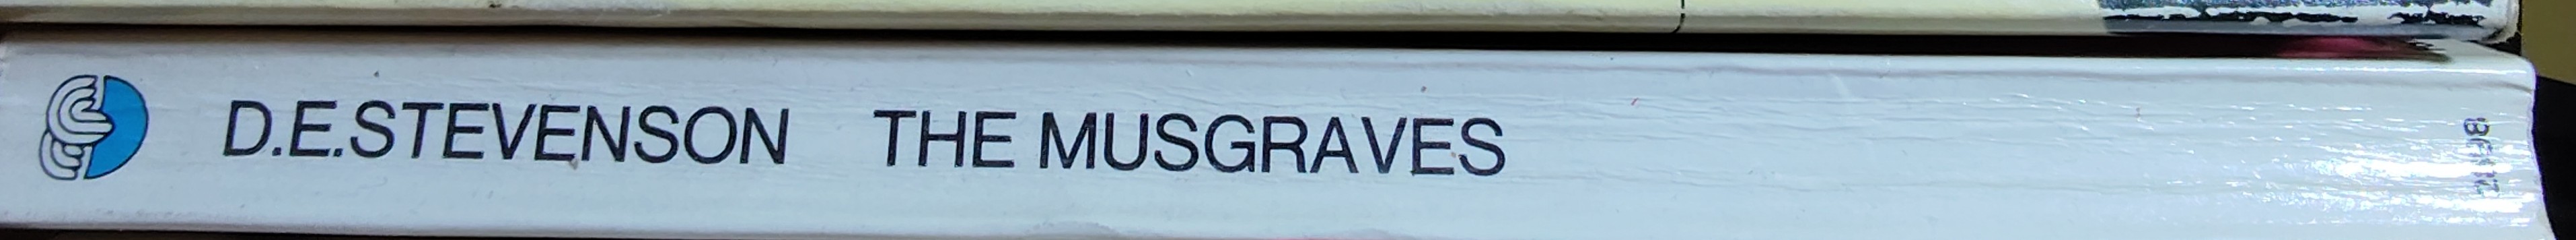 D.E.STEVENSON THE MUSGRAVES